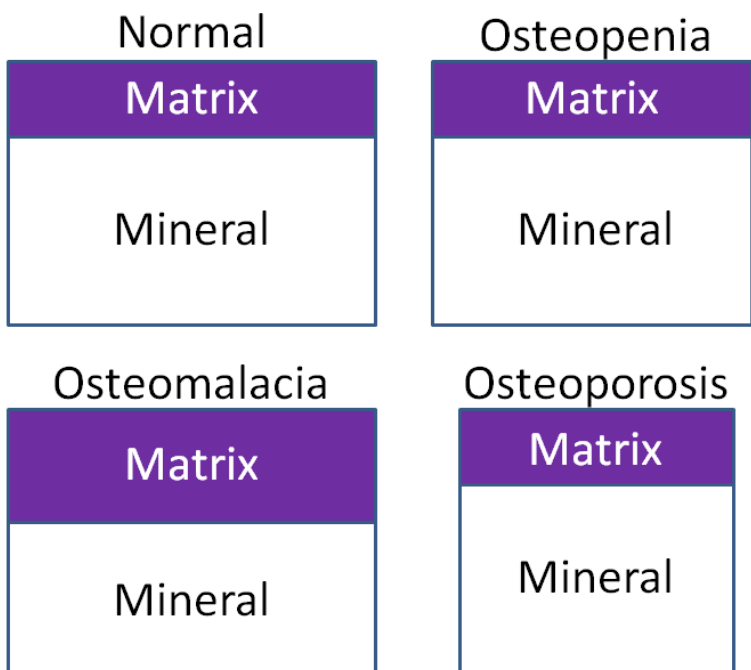 Normal
Matrix
Mineral
Osteopenia
Matrix
Mineral
Osteomalacia
Matrix
Mineral
Osteoporosis
Matrix
Mineral